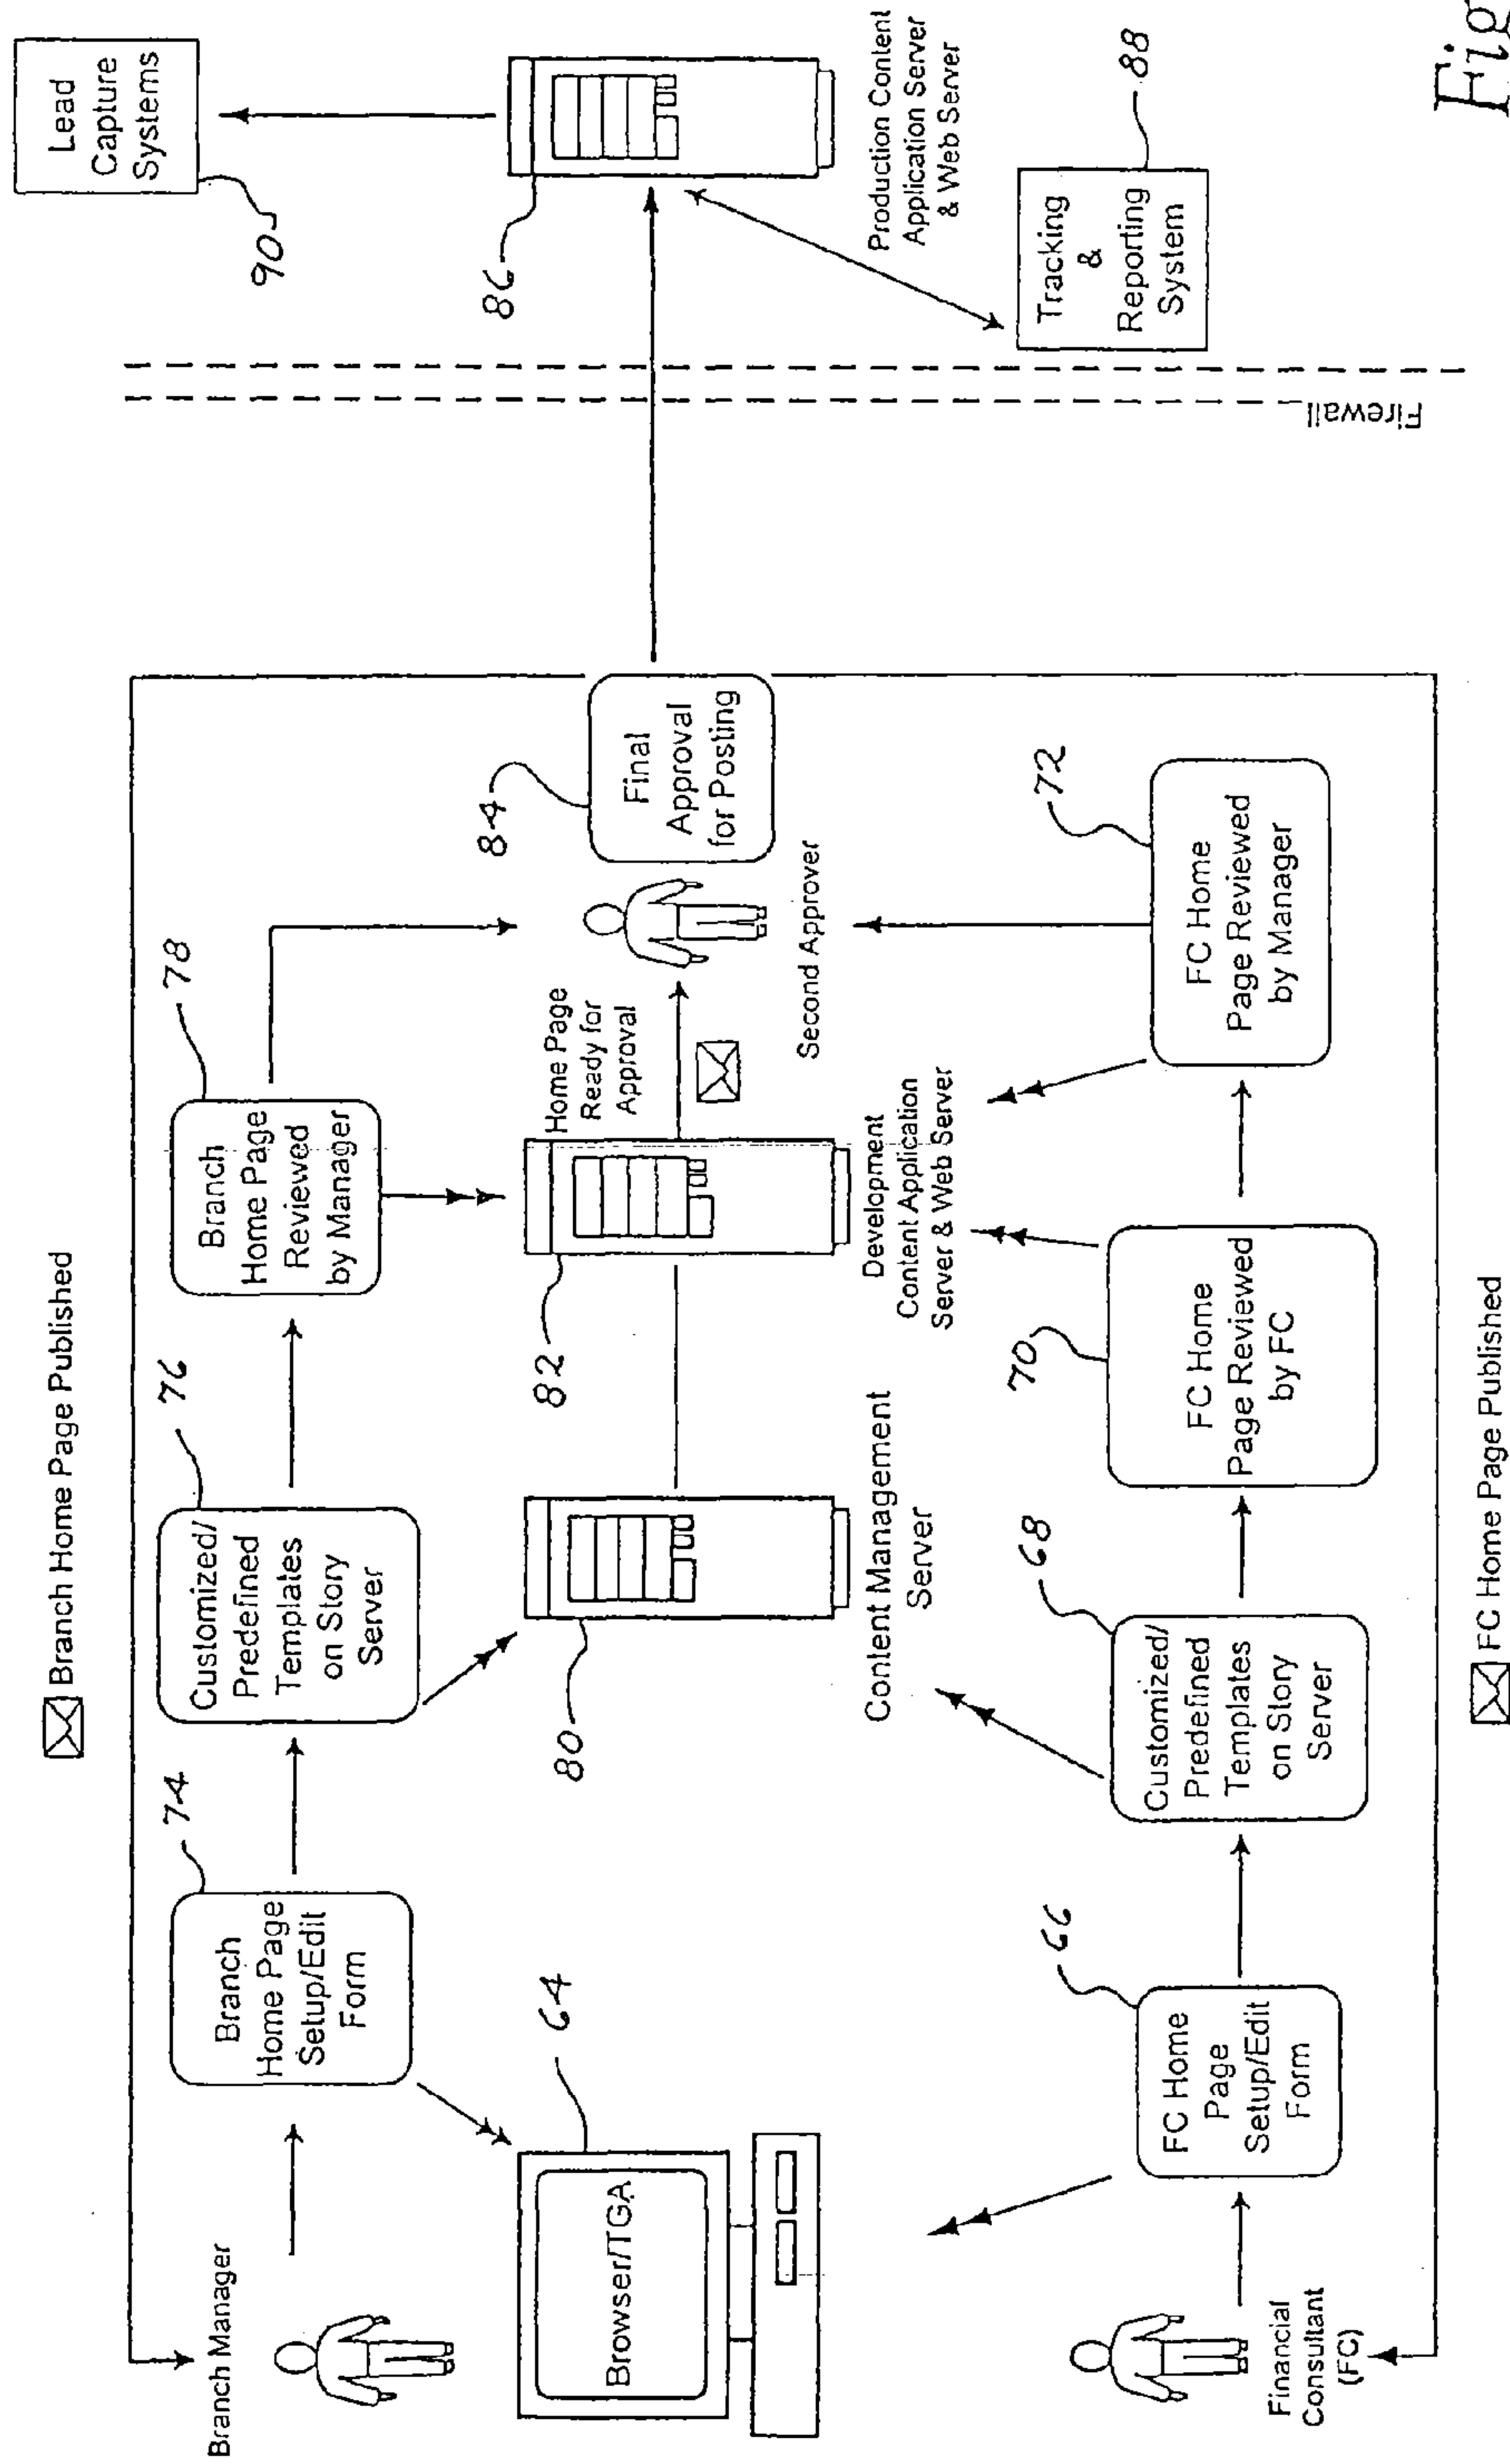 Branch Home Page Published
Branch Manager
74
Branch
Home Page
Setup/Edit
Form
76
Customized/
Predefined
Templates
on Story
Server
78
Branch
Home Page
Reviewed
by Manager
64
Browser/TGA
80
Content Management
Server
82
Development
Content Application
Server & Web Server
Home Page
Ready for
Approval
Second Approver
84
Final
Approval
for Posting
Financial
Consultant
(FC)
66
FC Home
Page
Setup/Edit
Form
68
Customized/
Predefined
Templates
on Story
Server
70
FC Home
Page Reviewed
by FC
72
FC Home
Page Reviewed
by Manager
FC Home Page Published
Firewall
90
Lead
Capture
Systems
86
Production Content
Application Server
& Web Server
88
Tracking
&
Reporting
System